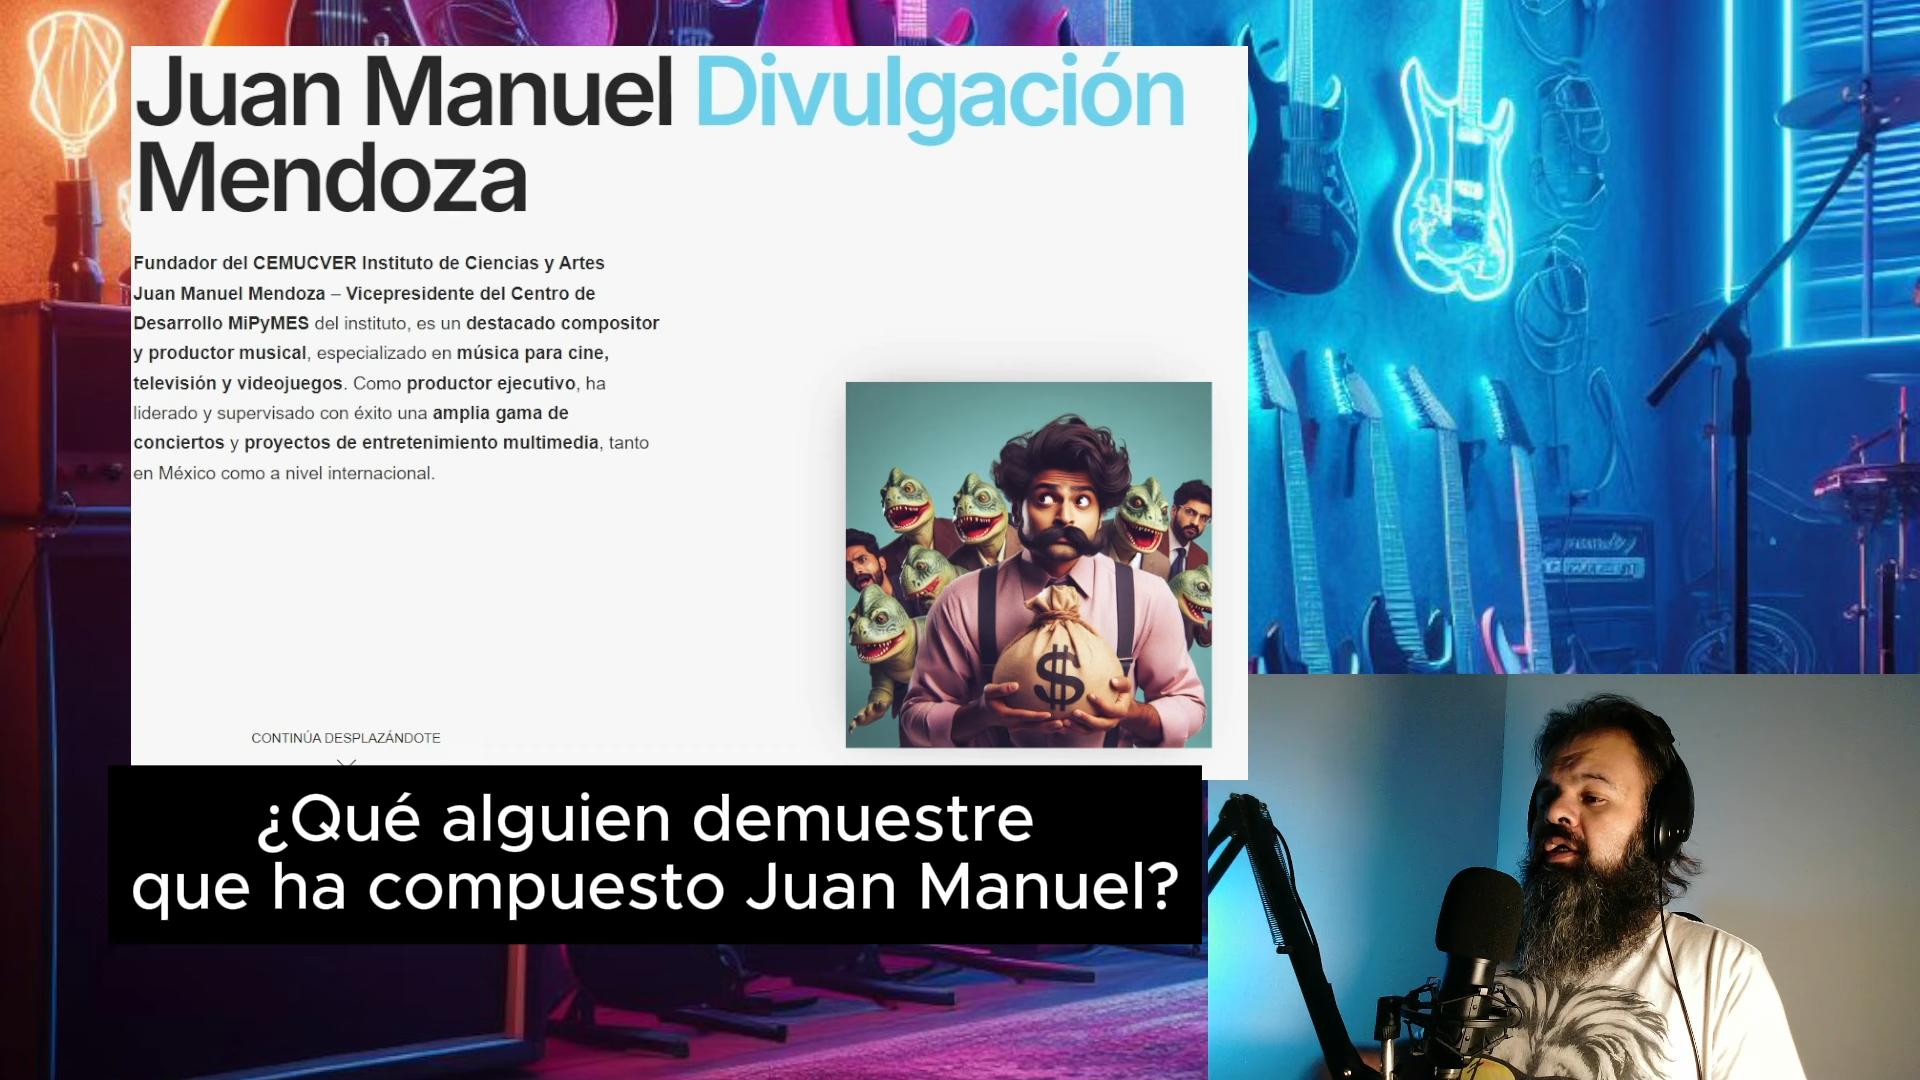 Juan Manuel Divulgación
Mendoza
Fundador del CEMUCVER Instituto de Ciencias y Artes
Juan Manuel Mendoza – Vicepresidente del Centro de
Desarrollo MiPyMES del instituto, es un destacado compositor
y productor musical, especializado en música para cine,
televisión y videojuegos. Como productor ejecutivo, ha
liderado y supervisado con éxito una amplia gama de
conciertos y proyectos de entretenimiento multimedia, tanto
en México como a nivel internacional.
$
CONTINÚA DESPLAZÁNDOTE
¿Qué alguien demuestre
que ha compuesto Juan Manuel?